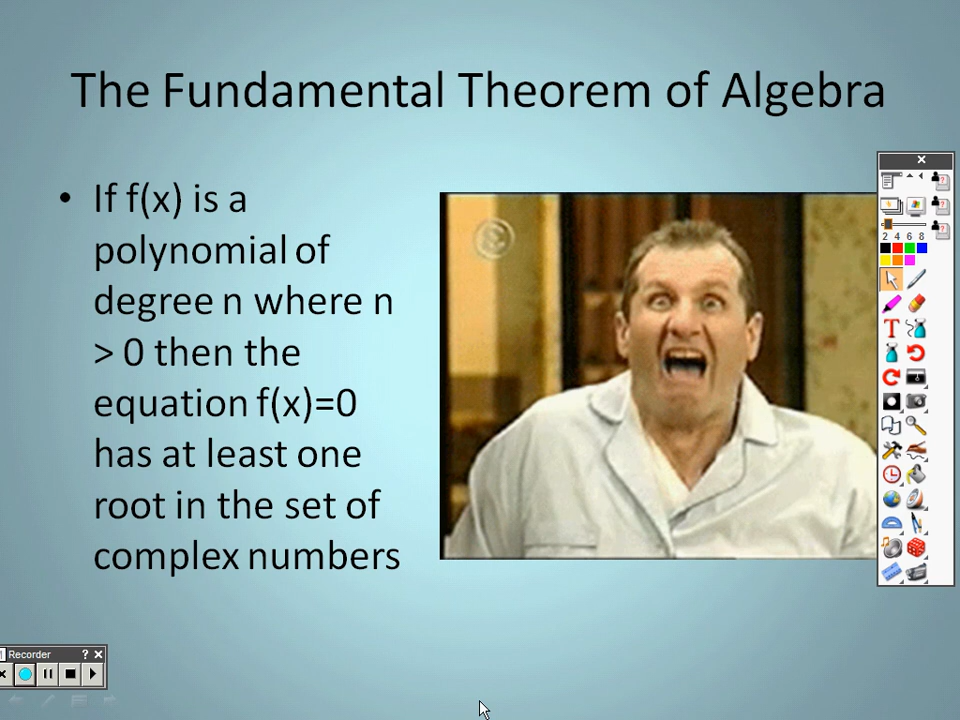 The Fundamental Theorem of Algebra
• If f(x) is a
polynomial of
degree n where n
> 0 then the
equation f(x)=0
has at least one
root in the set of
complex numbers
2 4 6 8
T
Recorder ? ×